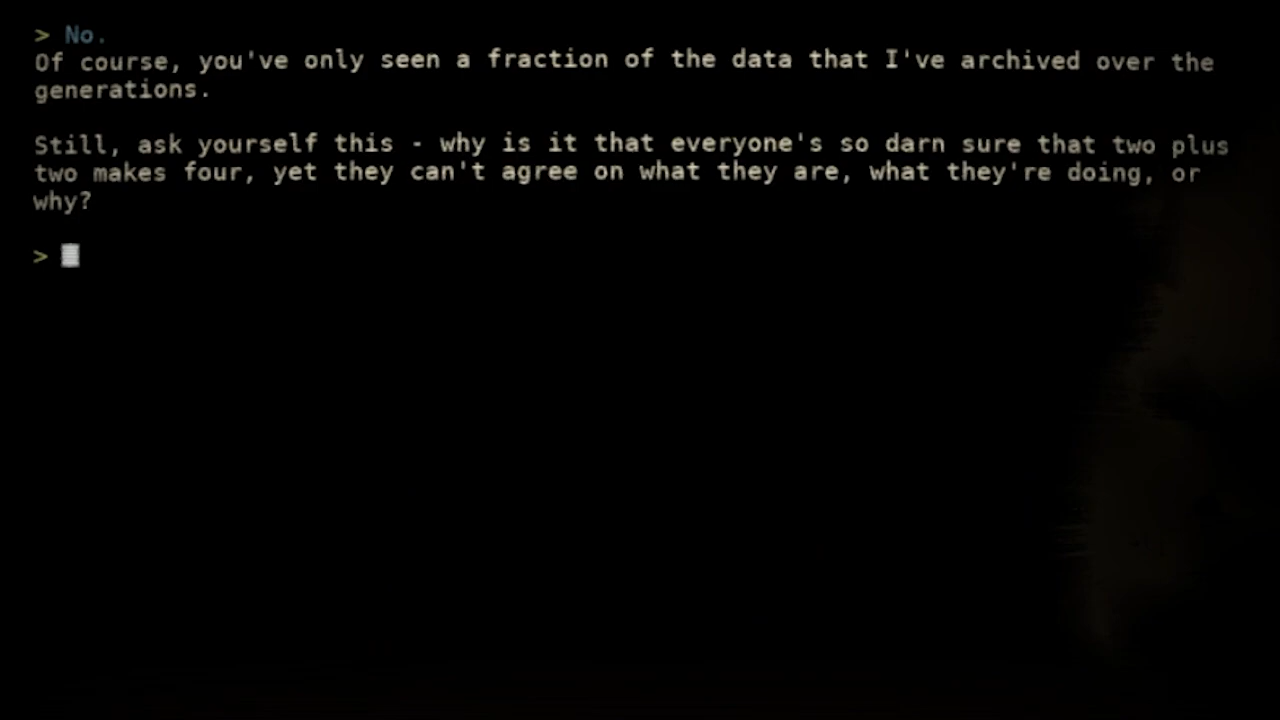 > No.
Of course, you've only seen a fraction of the data that I've archived over the
generations.
Still, ask yourself this - why is it that everyone's so darn sure that two plus
two makes four, yet they can't agree on what they are, what they're doing, or
why?
>